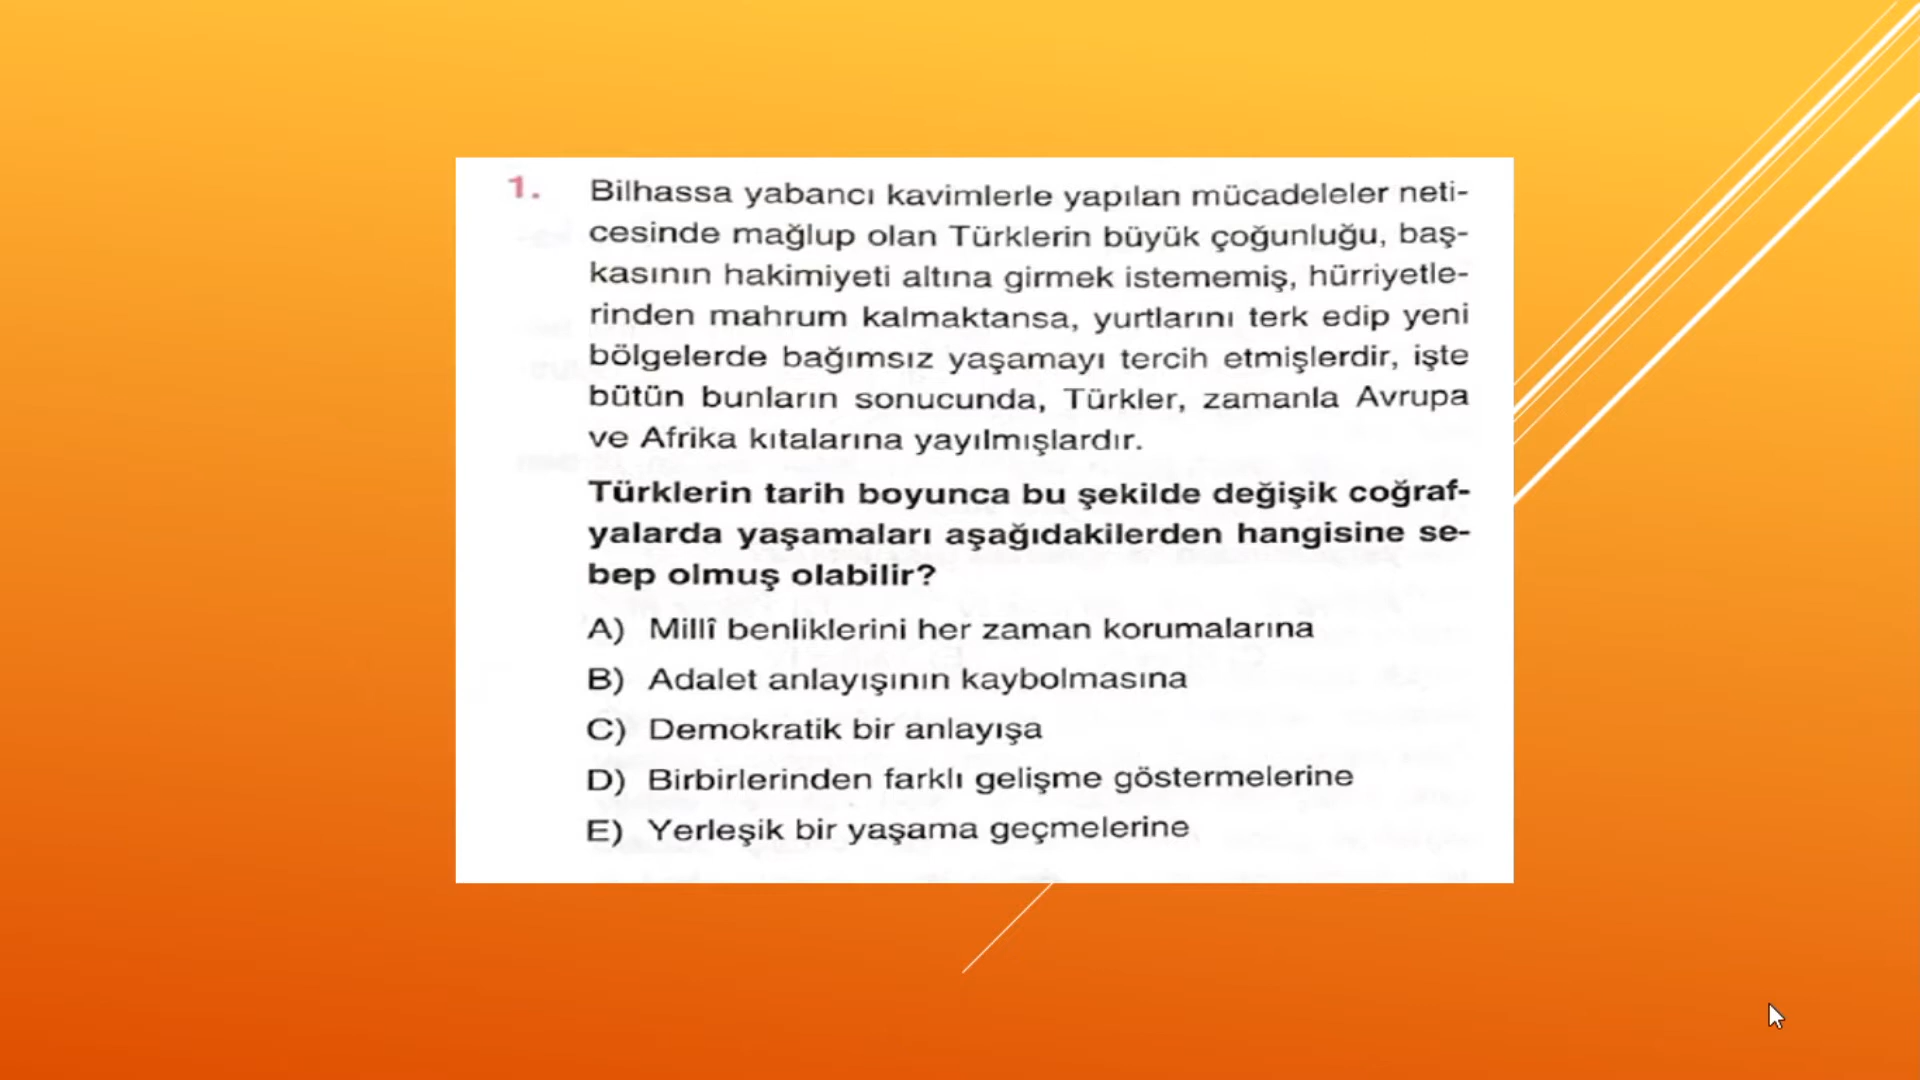 1. Bilhassa yabancı kavimlerle yapılan mücadeleler neti-
cesinde mağlup olan Türklerin büyük çoğunluğu, baş-
kasının hakimiyeti altına girmek istememiş, hürriyetle-
rinden mahrum kalmaktansa, yurtlarını terk edip yeni
bölgelerde bağımsız yaşamayı tercih etmişlerdir, işte
bütün bunların sonucunda, Türkler, zamanla Avrupa
ve Afrika kıtalarına yayılmışlardır.
Türklerin tarih boyunca bu şekilde değişik coğraf-
yalarda yaşamaları aşağıdakilerden hangisine se-
bep olmuş olabilir?
A) Millî benliklerini her zaman korumalarına
B) Adalet anlayışının kaybolmasına
C) Demokratik bir anlayışa
D) Birbirlerinden farklı gelişme göstermelerine
E) Yerleşik bir yaşama geçmelerine